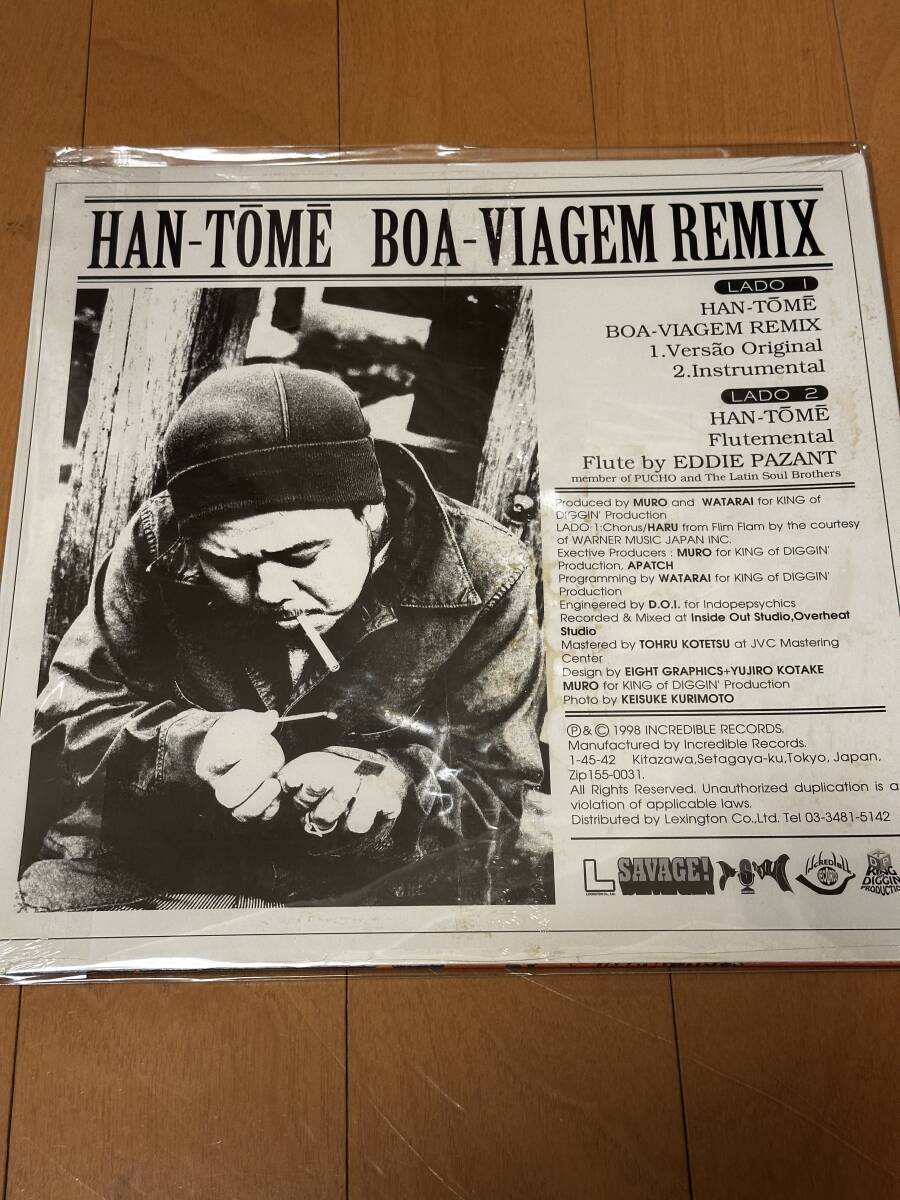 HAN-TŌMĒ BOA-VIAGEM REMIX
LADO 1
HAN-TŌMĒ
BOA-VIAGEM REMIX
1.Versão Original
2.Instrumental
LADO 2
HAN-TŌMĒ
Flutemental
Flute by EDDIE PAZANT
member of PUCHO and The Latin Soul Brothers
Produced by MURO and WATARAI for KING of
DIGGIN' Production
LADO 1:Chorus/HARU from Flim Flam by the courtesy
of WARNER MUSIC JAPAN INC.
Exective Producers : MURO for KING of DIGGIN'
Production, APATCH
Programming by WATARAI for KING of DIGGIN'
Production
Engineered by D.O.I. for Indopepsychics
Recorded & Mixed at Inside Out Studio,Overheat
Studio
Mastered by TOHRU KOTETSU at JVC Mastering
Center
Design by EIGHT GRAPHICS+YUJIRO KOTAKE
MURO for KING of DIGGIN' Production
Photo by KEISUKE KURIMOTO
Ⓟ& © 1998 INCREDIBLE RECORDS.
Manufactured by Incredible Records.
1-45-42 Kitazawa,Setagaya-ku,Tokyo, Japan,
Zip155-0031.
All Rights Reserved. Unauthorized duplication is a
violation of applicable laws.
Distributed by Lexington Co.,Ltd. Tel 03-3481-5142
L
LEXINGTON CO., LTD.
SAVAGE!
INCREDIBLE
KING
DIGGIN
PRODUCTION